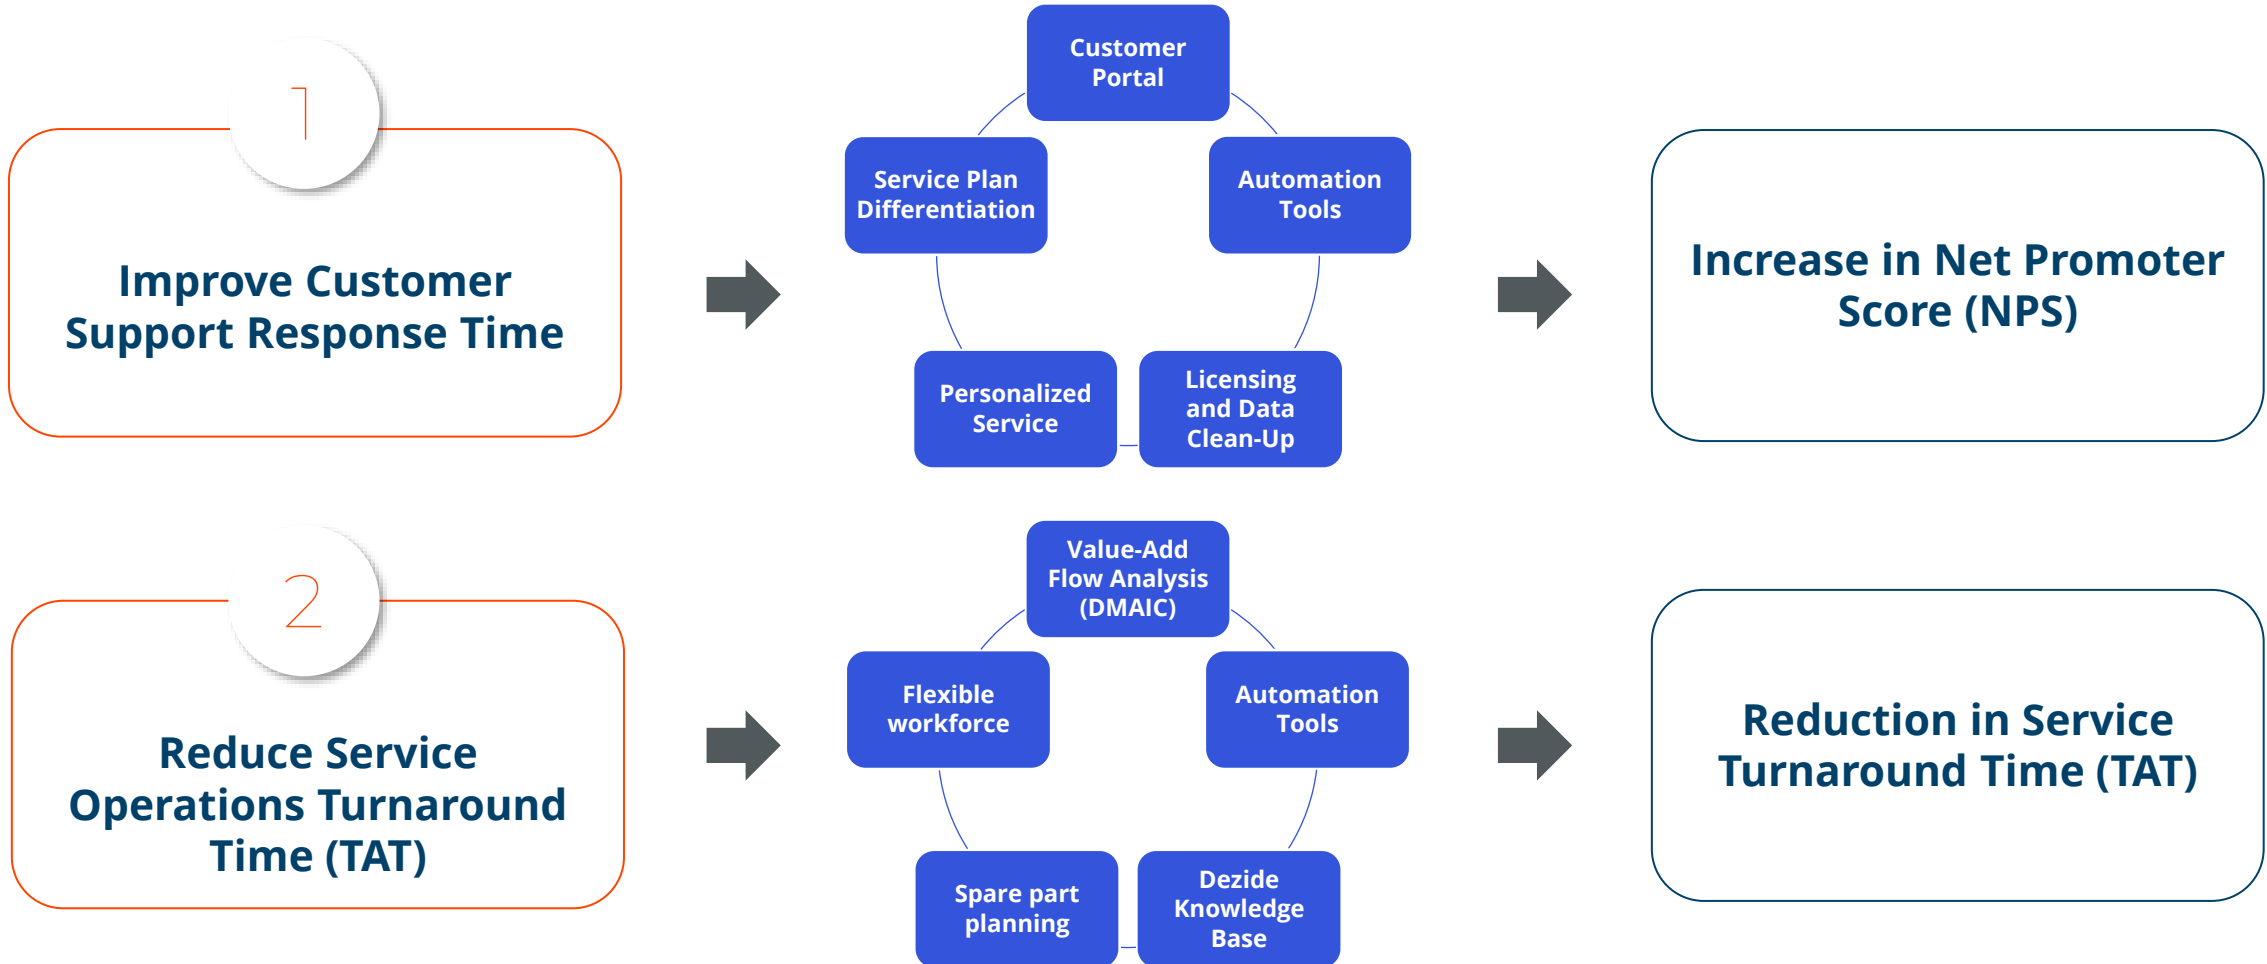 1
Improve Customer
Support Response Time
Customer
Portal
Automation
Tools
Licensing
and Data
Clean-Up
Personalized
Service
Service Plan
Differentiation
Increase in Net Promoter
Score (NPS)
2
Reduce Service
Operations Turnaround
Time (TAT)
Value-Add
Flow Analysis
(DMAIC)
Automation
Tools
Dezide
Knowledge
Base
Spare part
planning
Flexible
workforce
Reduction in Service
Turnaround Time (TAT)